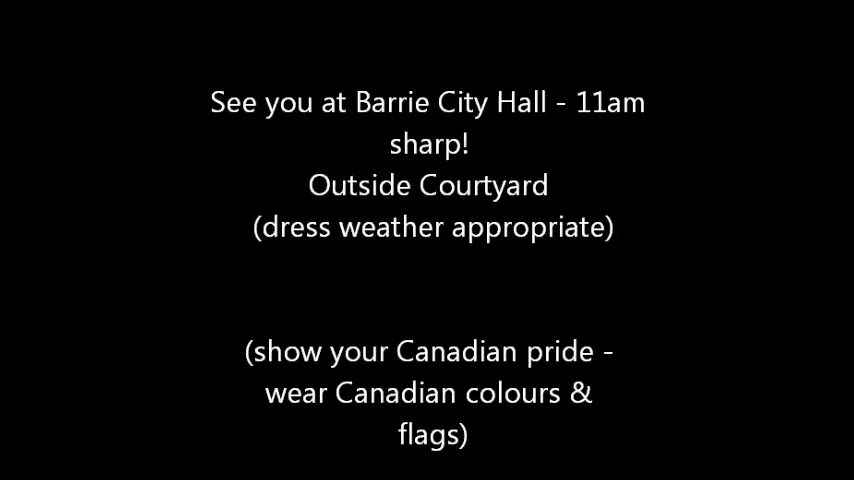 See you at Barrie City Hall - 11am
sharp!
Outside Courtyard
(dress weather appropriate)
(show your Canadian pride -
wear Canadian colours &
flags)